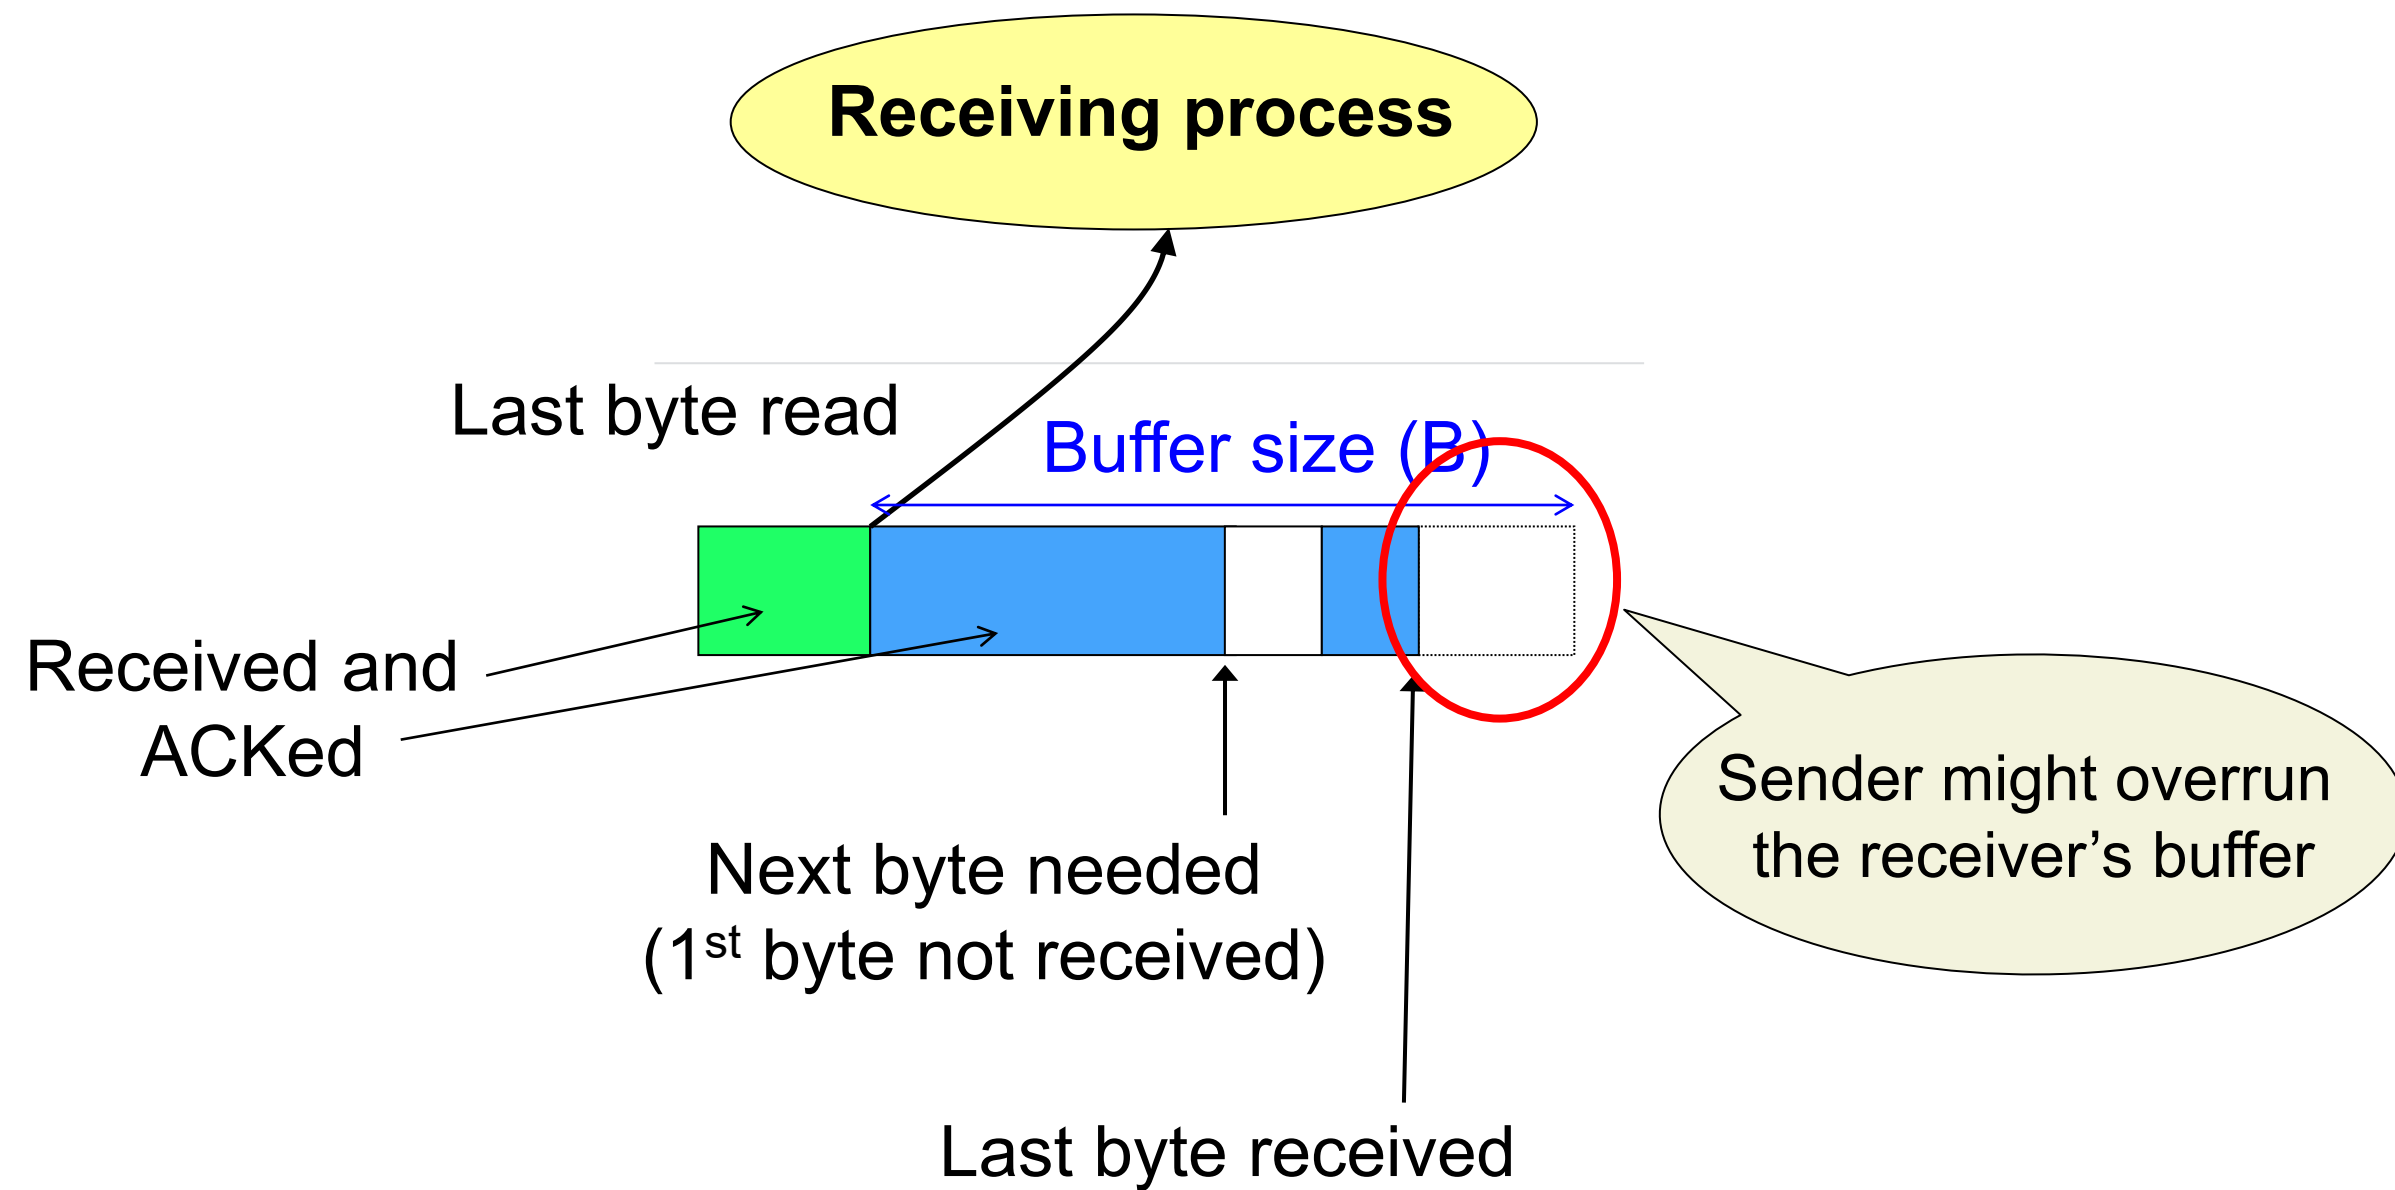 Receiving process
Last byte read
Buffer size (B)
Received and
ACKed
Sender might overrun
the receiver’s buffer
Next byte needed
(1st byte not received)
Last byte received